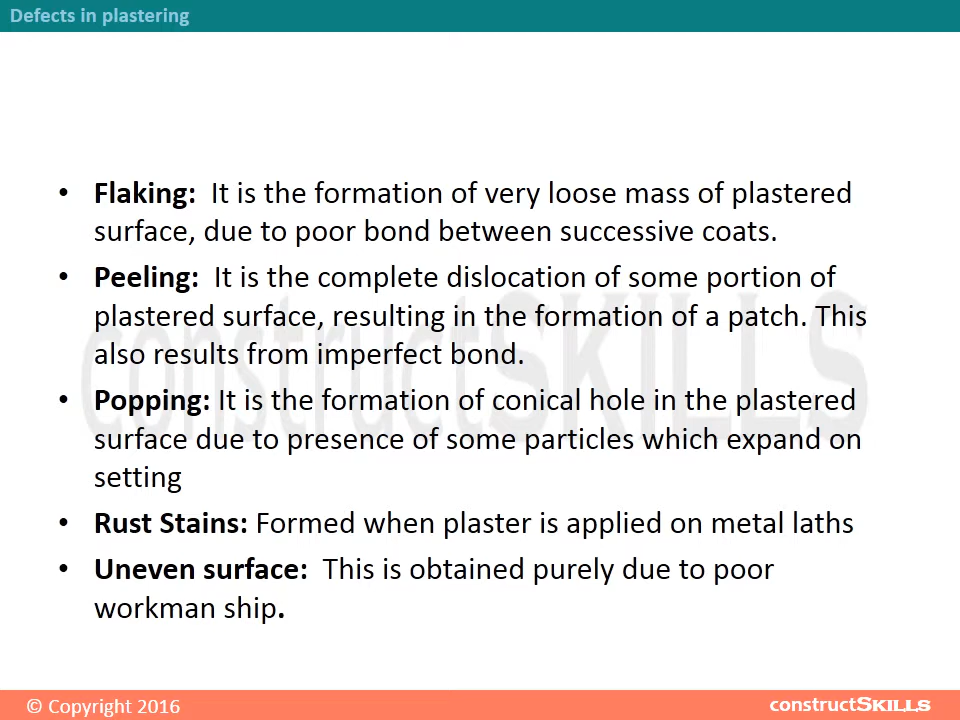 Defects in plastering
• Flaking: It is the formation of very loose mass of plastered
surface, due to poor bond between successive coats.
• Peeling: It is the complete dislocation of some portion of
plastered surface, resulting in the formation of a patch. This
also results from imperfect bond.
constructSKILLS
• Popping: It is the formation of conical hole in the plastered
surface due to presence of some particles which expand on
setting
• Rust Stains: Formed when plaster is applied on metal laths
• Uneven surface: This is obtained purely due to poor
workman ship.
© Copyright 2016
constructSKILLS